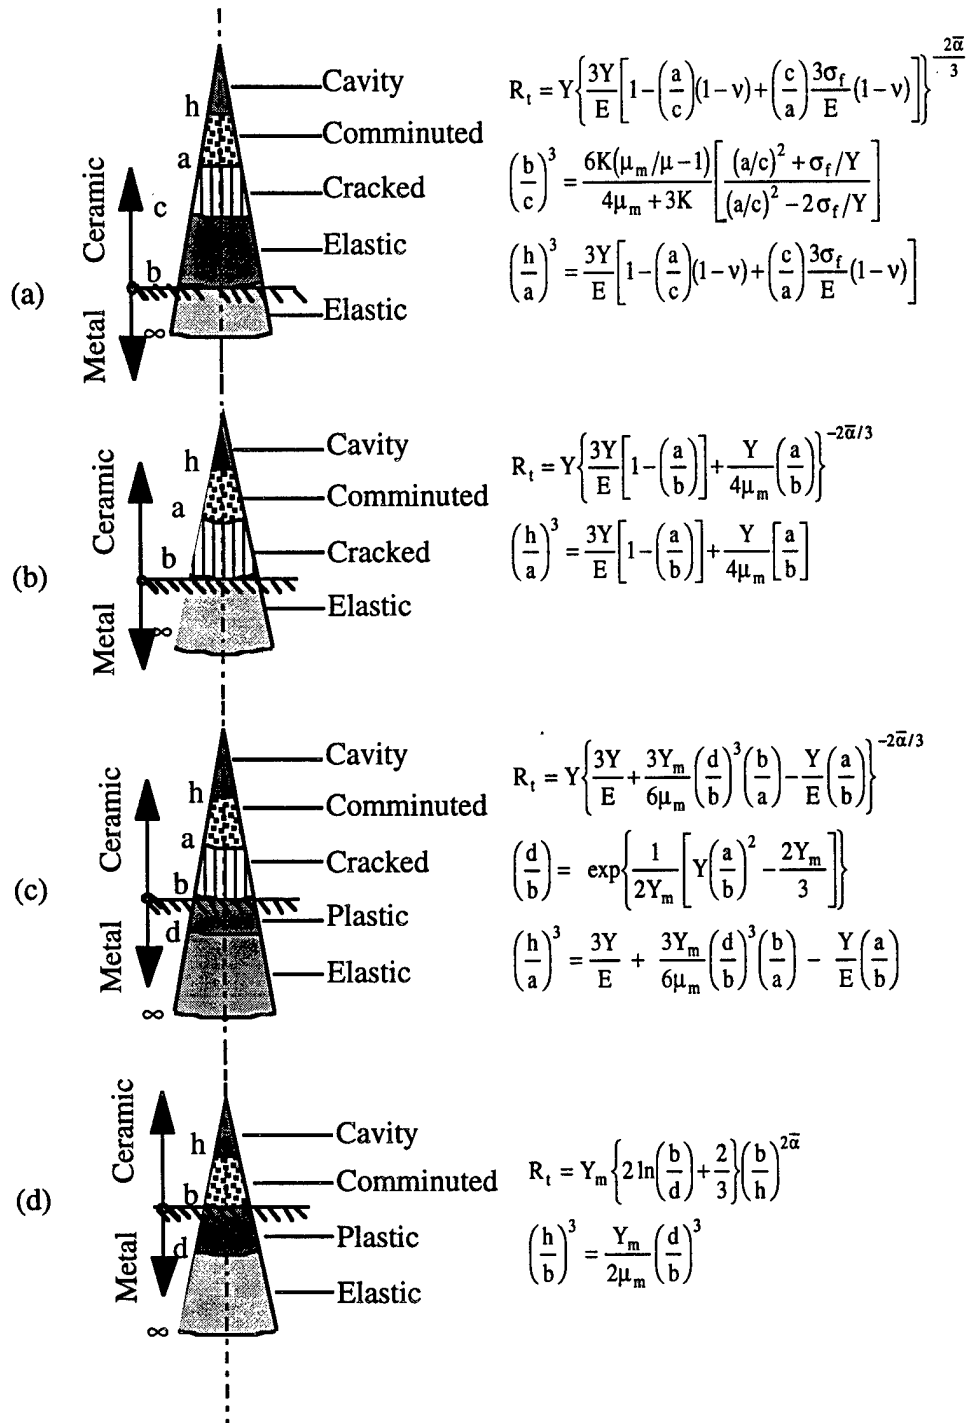 Cavity
h
Comminuted
a
Cracked
c
Elastic
b
Elastic
∞
Ceramic
Metal
(a)
R_t = Y{3Y/E[1-(a/c)(1-ν)+(c/a)3σ_f/E(1-ν)]}^-2ᾱ/3
(b/c)^3 = 6K(μ_m/μ-1)/4μ_m+3K[(a/c)^2+σ_f/Y/(a/c)^2-2σ_f/Y]
(h/a)^3 = 3Y/E[1-(a/c)(1-ν)+(c/a)3σ_f/E(1-ν)]
Cavity
h
Comminuted
a
Cracked
b
Elastic
∞
Ceramic
Metal
(b)
R_t = Y{3Y/E[1-(a/b)]+Y/4μ_m(a/b)}^-2ᾱ/3
(h/a)^3 = 3Y/E[1-(a/b)]+Y/4μ_m[a/b]
Cavity
h
Comminuted
a
Cracked
b
Plastic
d
Elastic
∞
Ceramic
Metal
(c)
R_t = Y{3Y/E+3Y_m/6μ_m(d/b)^3(b/a)-Y/E(a/b)}^-2ᾱ/3
(d/b) = exp{1/2Y_m[Y(a/b)^2-2Y_m/3]}
(h/a)^3 = 3Y/E + 3Y_m/6μ_m(d/b)^3(b/a) - Y/E(a/b)
Cavity
h
Comminuted
b
Plastic
d
Elastic
∞
Ceramic
Metal
(d)
R_t = Y_m{2ln(b/d)+2/3}(b/h)^2ᾱ
(h/b)^3 = Y_m/2μ_m(d/b)^3